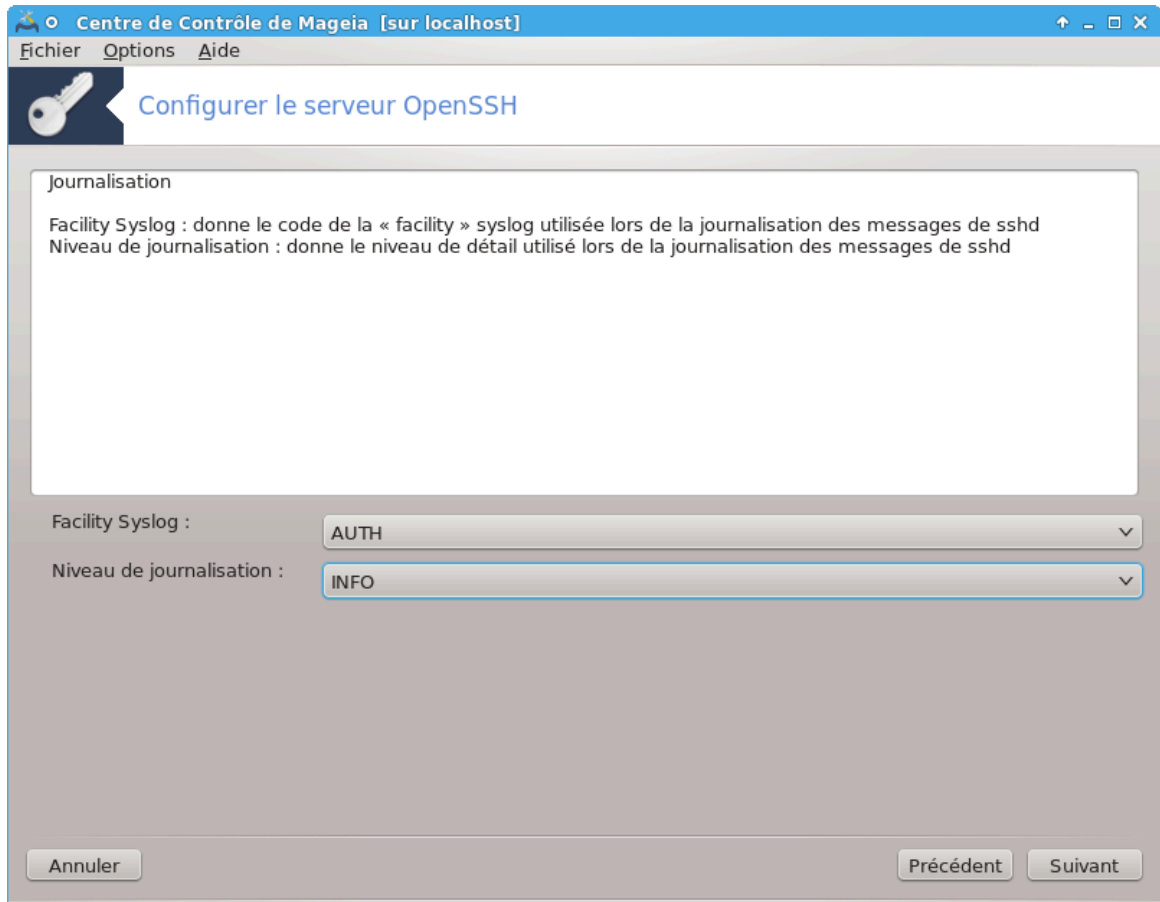 Centre de Contrôle de Mageia [sur localhost]
Fichier Options Aide
Configurer le serveur OpenSSH
Journalisation
Facility Syslog : donne le code de la « facility » syslog utilisée lors de la journalisation des messages de sshd
Niveau de journalisation : donne le niveau de détail utilisé lors de la journalisation des messages de sshd
Facility Syslog :
AUTH
Niveau de journalisation :
INFO
Annuler
Précédent
Suivant